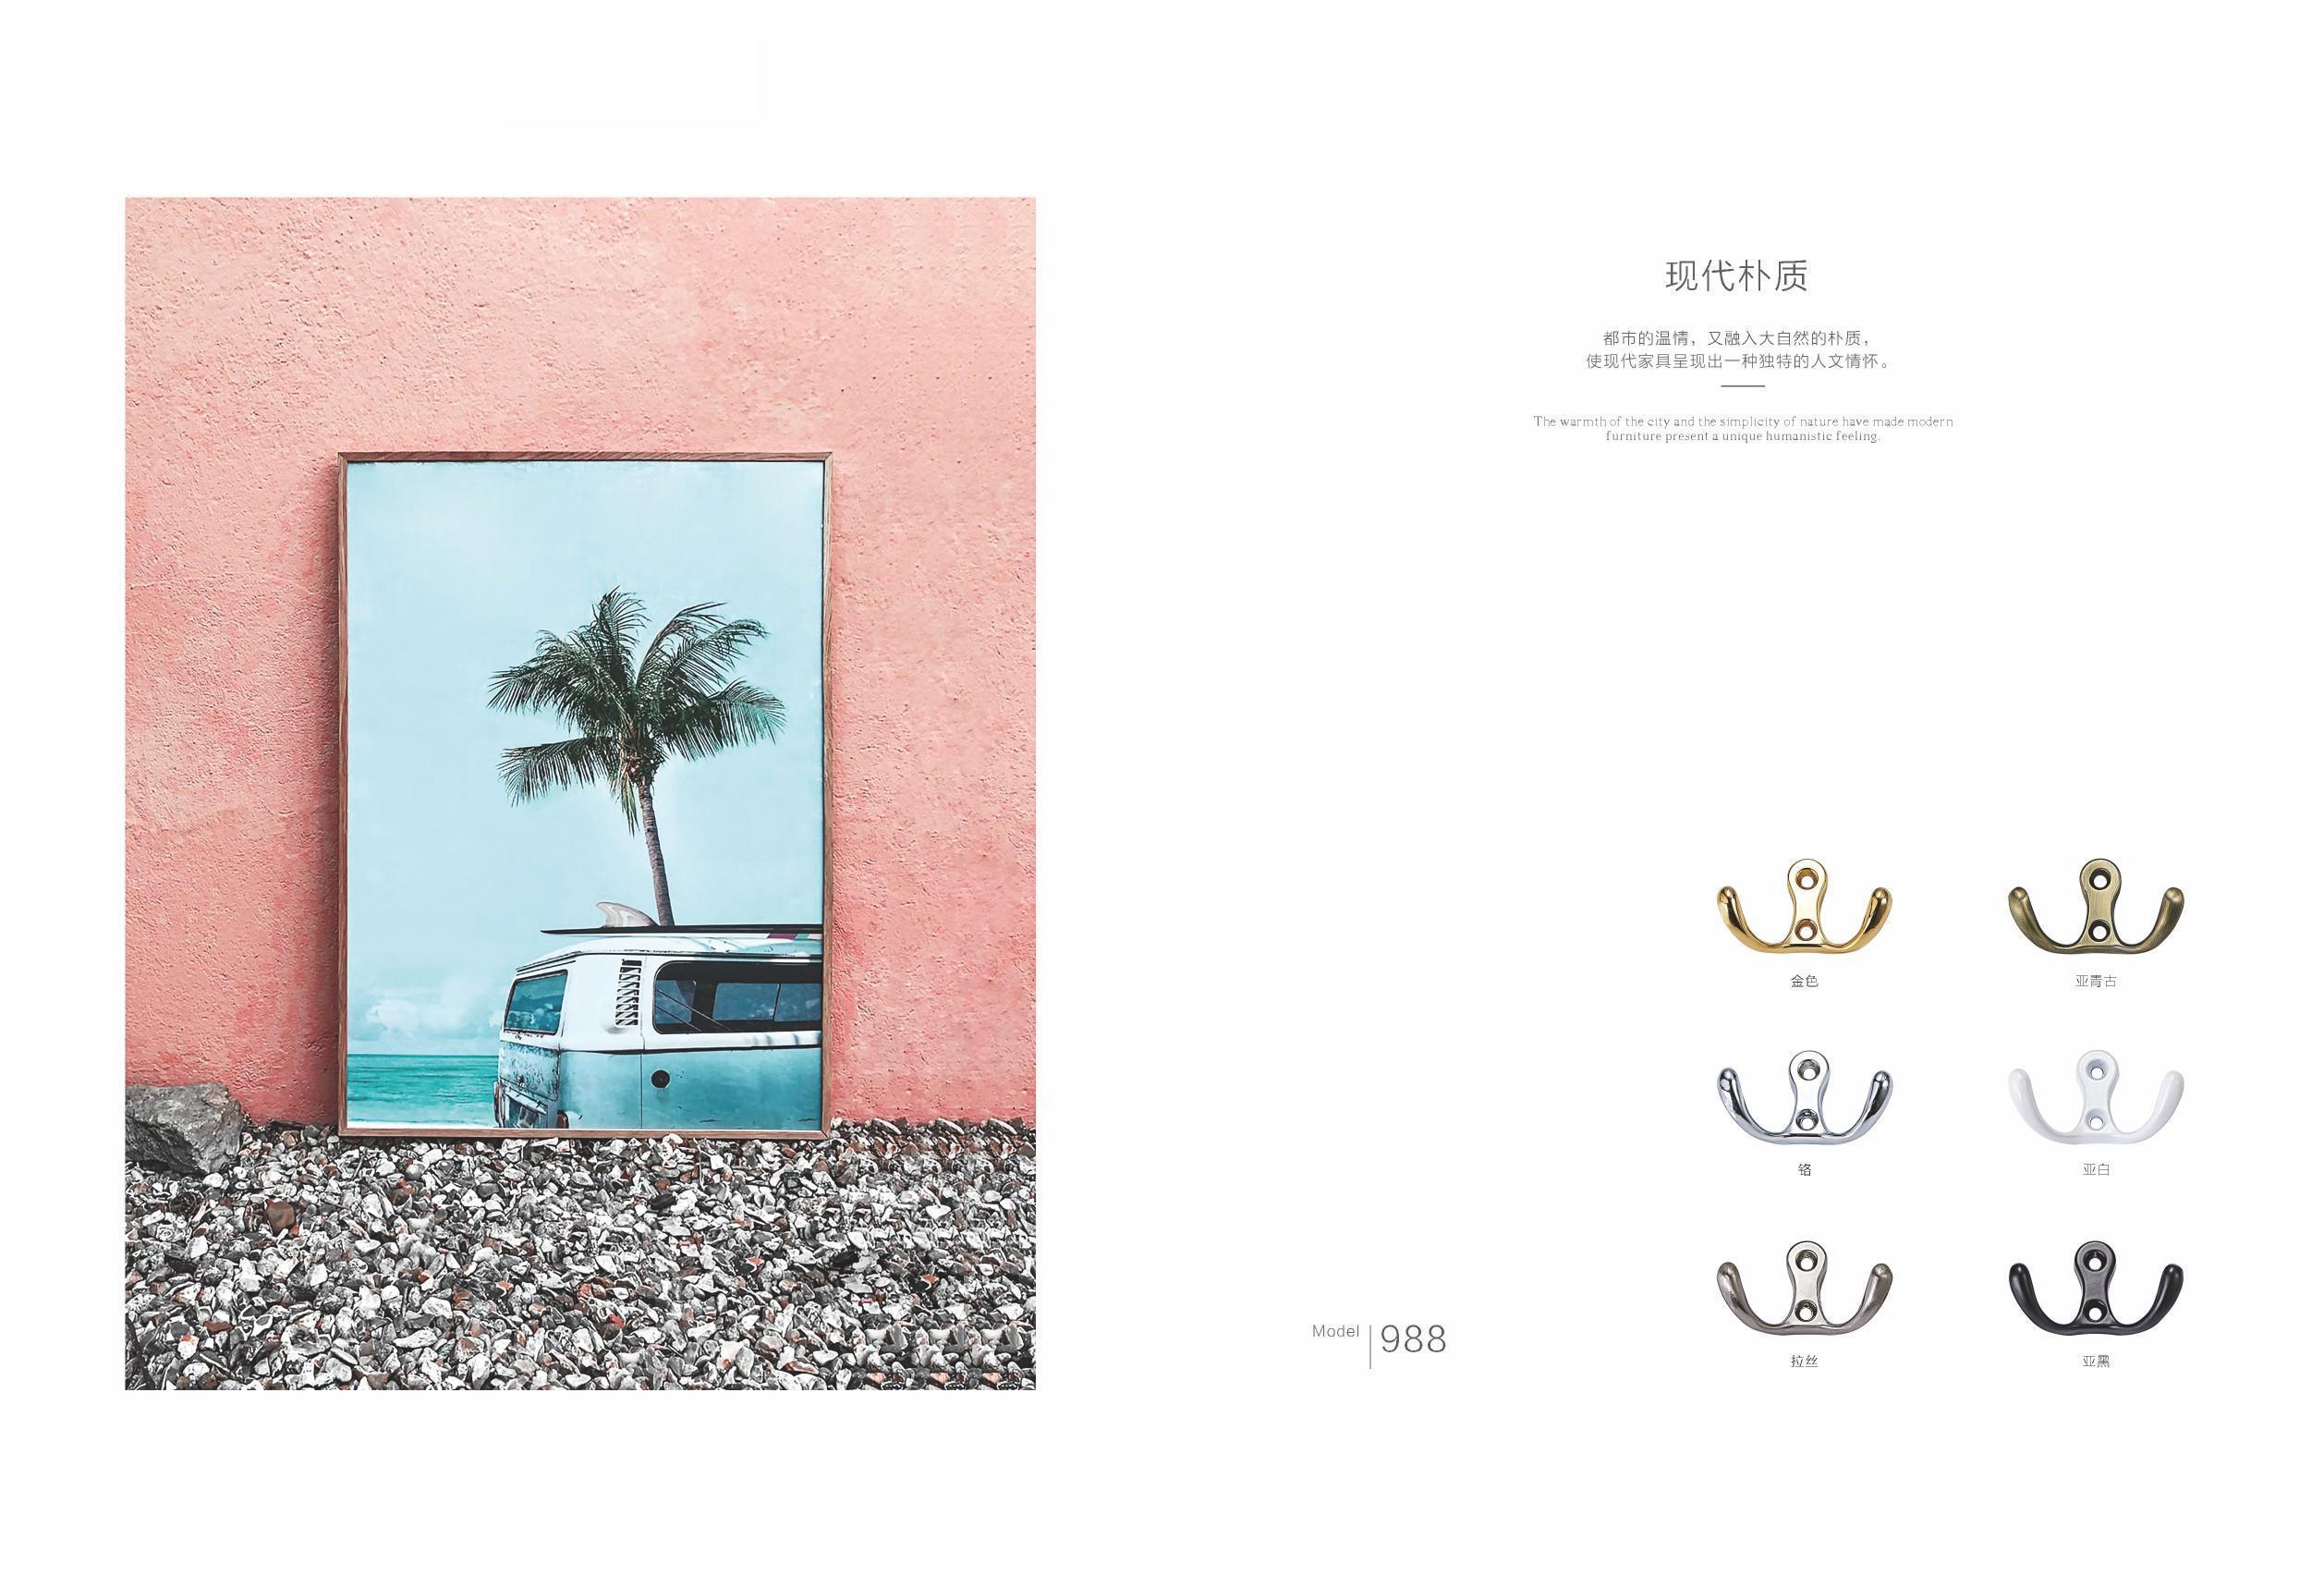 现代朴质
都市的温情，又融入大自然的朴质，
使现代家具呈现出一种独特的人文情怀。
The warmth of the city and the simplicity of nature have made modern
furniture present a unique humanistic feeling.
金色
亚青古
铬
亚白
Model 988
拉丝
亚黑